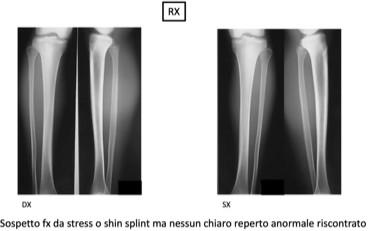 RX
DX
SX
Sospetto fx da stress o shin splint ma nessun chiaro reperto anormale riscontrato